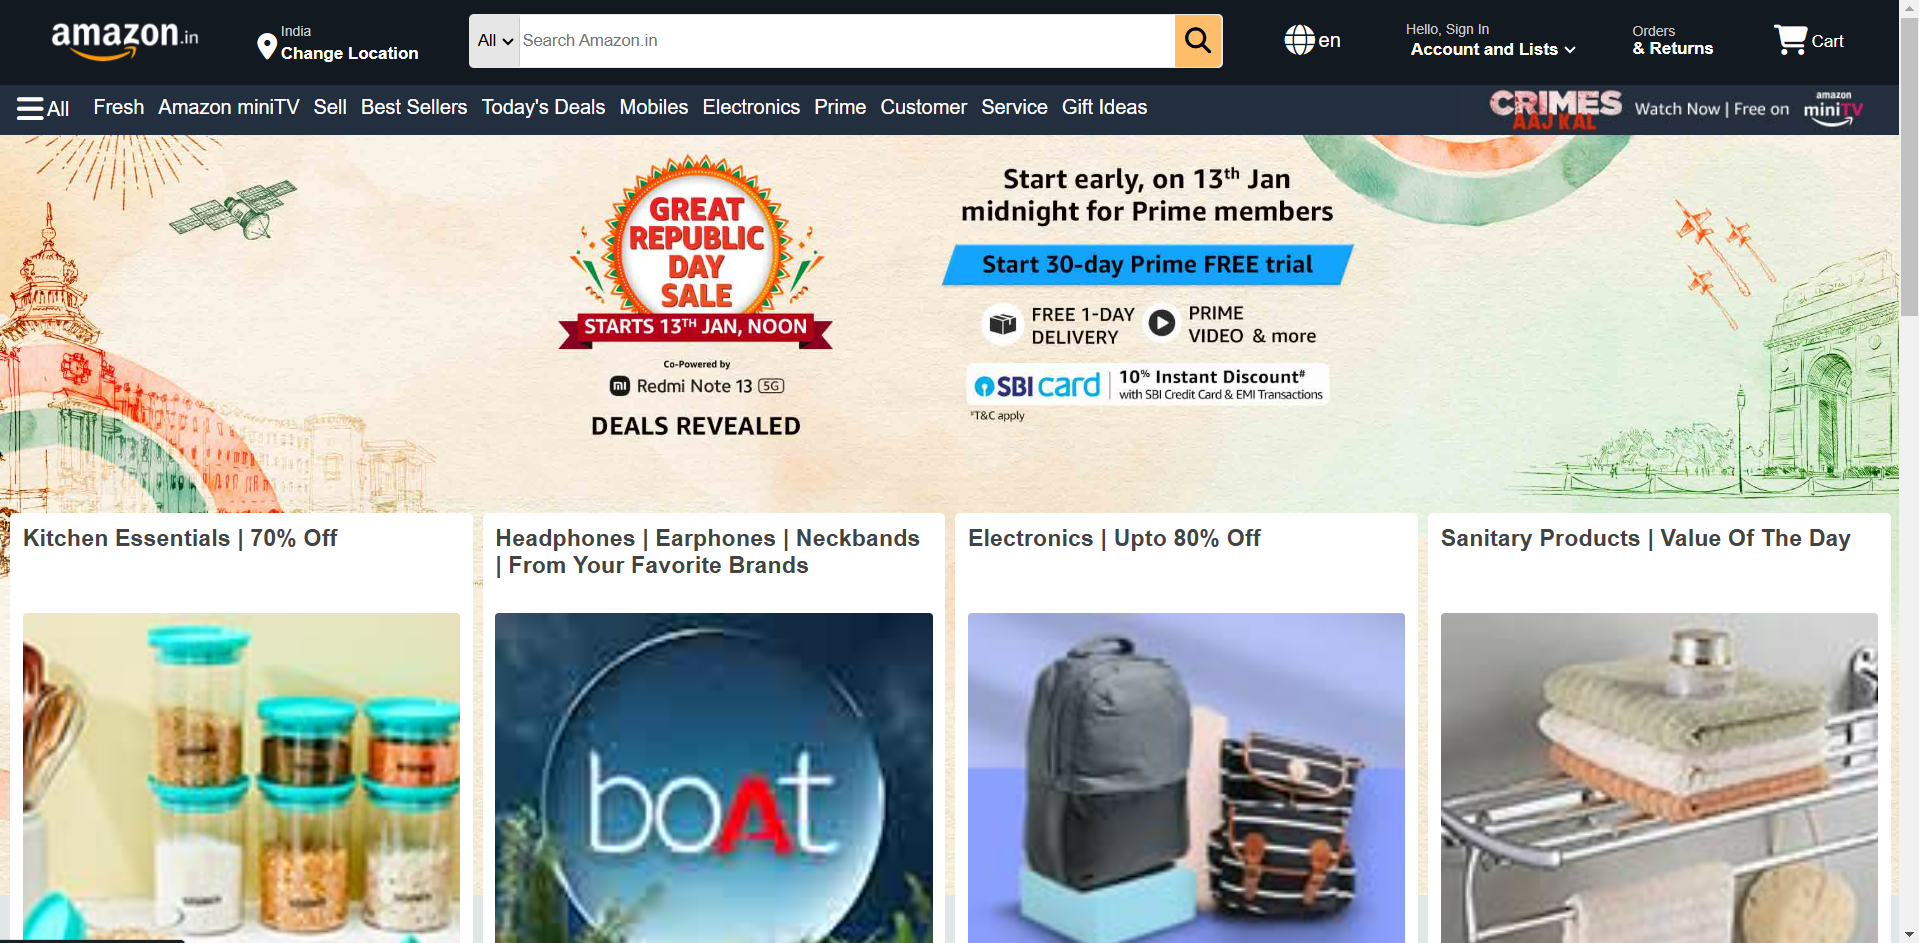 amazon.in
India
Change Location
All
Search Amazon.in
en
Hello, Sign In
Account and Lists
Orders
& Returns
Cart
All Fresh Amazon miniTV Sell Best Sellers Today's Deals Mobiles Electronics Prime Customer Service Gift Ideas
CRIMES
AAJ KAL
Watch Now | Free on
amazon
miniTV
GREAT
REPUBLIC
DAY
SALE
STARTS 13TH JAN, NOON
Co-Powered by
mi Redmi Note 13 5G
DEALS REVEALED
Start early, on 13th Jan
midnight for Prime members
Start 30-day Prime FREE trial
FREE 1-DAY
DELIVERY
PRIME
VIDEO & more
SBI card
10% Instant Discount#
with SBI Credit Card & EMI Transactions
#T&C apply
Kitchen Essentials | 70% Off
Headphones | Earphones | Neckbands
| From Your Favorite Brands
Electronics | Upto 80% Off
Sanitary Products | Value Of The Day
boAt